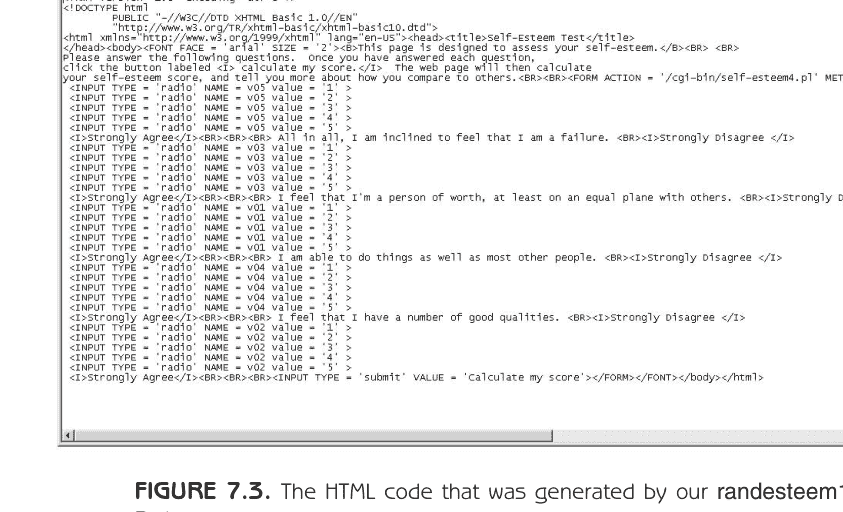 <!DOCTYPE html
PUBLIC "-//W3C//DTD XHTML Basic 1.0//EN"
"http://www.w3.org/TR/xhtml-basic/xhtml-basic10.dtd">
<html xmlns="http://www.w3.org/1999/xhtml" lang="en-US"><head><title>Self-Esteem Test</title>
</head><body><FONT FACE = 'arial' SIZE = '2'><B>This page is designed to assess your self-esteem.</B><BR> <BR>
Please answer the following questions.  Once you have answered each question,
click the button labeled <I> calculate my score.</I>  The web page will then calculate
your self-esteem score, and tell you more about how you compare to others.<BR><BR><FORM ACTION = '/cgi-bin/self-esteem4.pl' MET
<INPUT TYPE = 'radio' NAME = v05 value = '1' >
<INPUT TYPE = 'radio' NAME = v05 value = '2' >
<INPUT TYPE = 'radio' NAME = v05 value = '3' >
<INPUT TYPE = 'radio' NAME = v05 value = '4' >
<INPUT TYPE = 'radio' NAME = v05 value = '5' >
<I>Strongly Agree</I><BR><BR><BR> All in all, I am inclined to feel that I am a failure. <BR><I>Strongly Disagree </I>
<INPUT TYPE = 'radio' NAME = v03 value = '1' >
<INPUT TYPE = 'radio' NAME = v03 value = '2' >
<INPUT TYPE = 'radio' NAME = v03 value = '3' >
<INPUT TYPE = 'radio' NAME = v03 value = '4' >
<INPUT TYPE = 'radio' NAME = v03 value = '5' >
<I>Strongly Agree</I><BR><BR><BR> I feel that I'm a person of worth, at least on an equal plane with others. <BR><I>Strongly D
<INPUT TYPE = 'radio' NAME = v01 value = '1' >
<INPUT TYPE = 'radio' NAME = v01 value = '2' >
<INPUT TYPE = 'radio' NAME = v01 value = '3' >
<INPUT TYPE = 'radio' NAME = v01 value = '4' >
<INPUT TYPE = 'radio' NAME = v01 value = '5' >
<I>Strongly Agree</I><BR><BR><BR> I am able to do things as well as most other people. <BR><I>Strongly Disagree </I>
<INPUT TYPE = 'radio' NAME = v04 value = '1' >
<INPUT TYPE = 'radio' NAME = v04 value = '2' >
<INPUT TYPE = 'radio' NAME = v04 value = '3' >
<INPUT TYPE = 'radio' NAME = v04 value = '4' >
<INPUT TYPE = 'radio' NAME = v04 value = '5' >
<I>Strongly Agree</I><BR><BR><BR> I feel that I have a number of good qualities. <BR><I>Strongly Disagree </I>
<INPUT TYPE = 'radio' NAME = v02 value = '1' >
<INPUT TYPE = 'radio' NAME = v02 value = '2' >
<INPUT TYPE = 'radio' NAME = v02 value = '3' >
<INPUT TYPE = 'radio' NAME = v02 value = '4' >
<INPUT TYPE = 'radio' NAME = v02 value = '5' >
<I>Strongly Agree</I><BR><BR><BR><INPUT TYPE = 'submit' VALUE = 'Calculate my score'></FORM></FONT></body></html>
FIGURE 7.3. The HTML code that was generated by our randesteem1